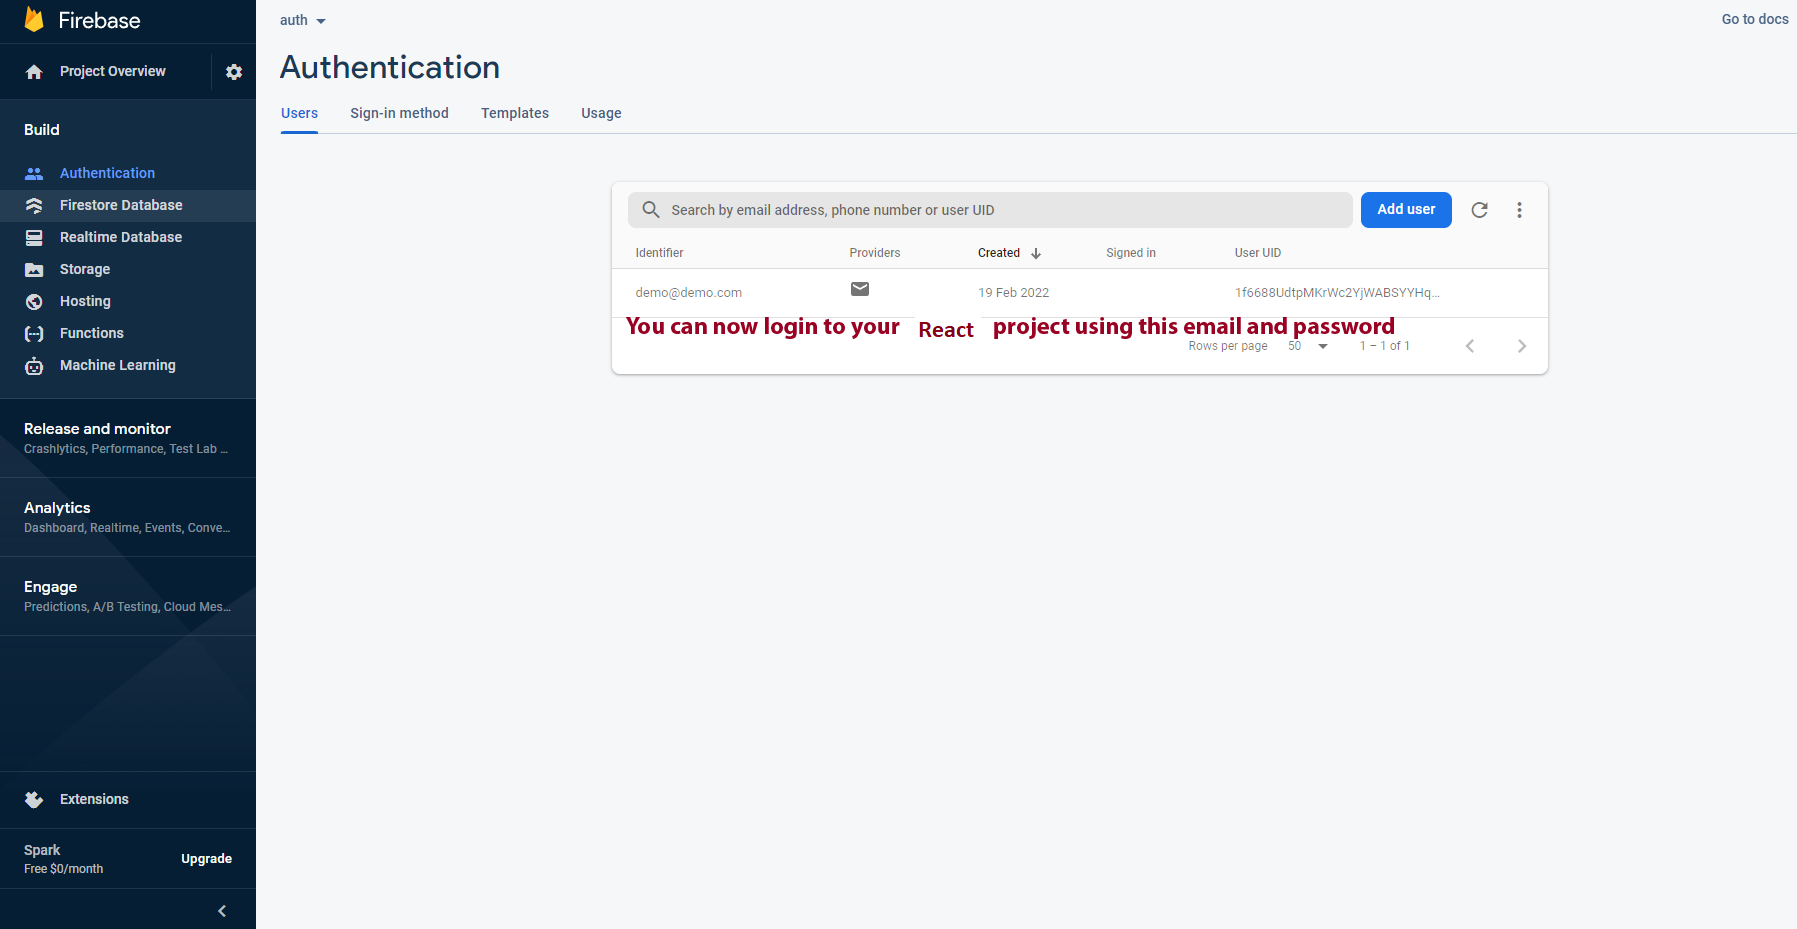 Firebase
Project Overview
Build
Authentication
Firestore Database
Realtime Database
Storage
Hosting
Functions
Machine Learning
Release and monitor
Crashlytics, Performance, Test Lab ...
Analytics
Dashboard, Realtime, Events, Conve...
Engage
Predictions, A/B Testing, Cloud Mes...
Extensions
Spark
Free $0/month
Upgrade
auth
Go to docs
Authentication
Users Sign-in method Templates Usage
Search by email address, phone number or user UID
Add user
Identifier Providers Created Signed in User UID
demo@demo.com 19 Feb 2022 1f6688UdtpMKrWc2YjWABSYYHq...
You can now login to your React project using this email and password
Rows per page 50 1 – 1 of 1